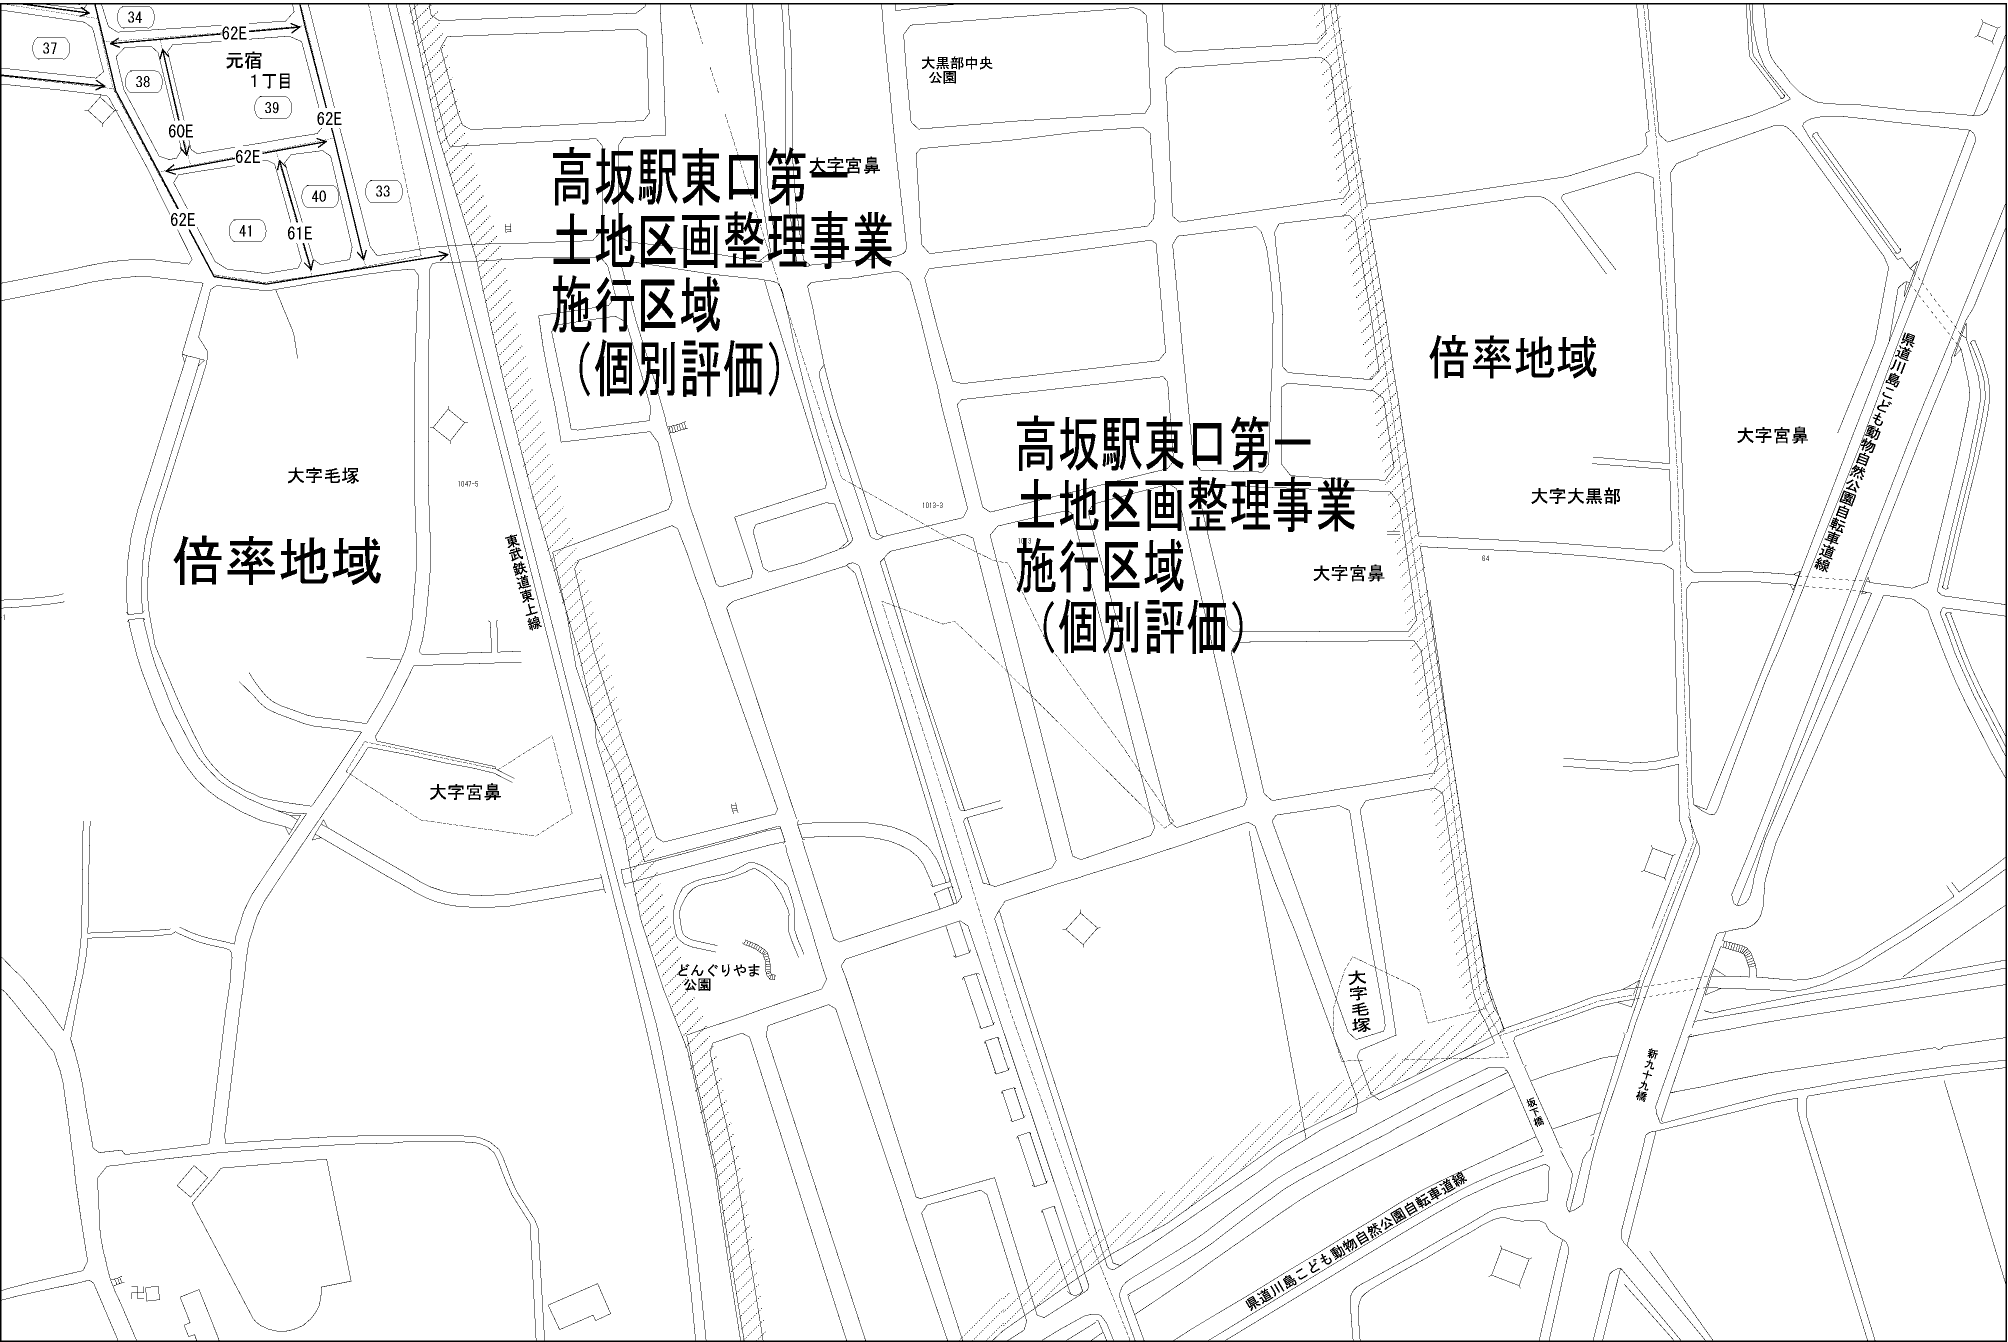 34
62E
37
元宿
1丁目
38
39
60E
62E
62E
33
40
62E
41
61E
大黒部中央
公園
大字宮鼻
高坂駅東口第一
土地区画整理事業
施行区域
(個別評価)
倍率地域
県道川島こども動物自然公園自転車道線
大字宮鼻
大字毛塚
1047-5
1013-3
高坂駅東口第一
土地区画整理事業
施行区域
(個別評価)
大字大黒部
64
大字宮鼻
倍率地域
東武鉄道東上線
大字宮鼻
どんぐりやま
公園
大字毛塚
新九十九橋
坂下橋
県道川島こども動物自然公園自転車道線